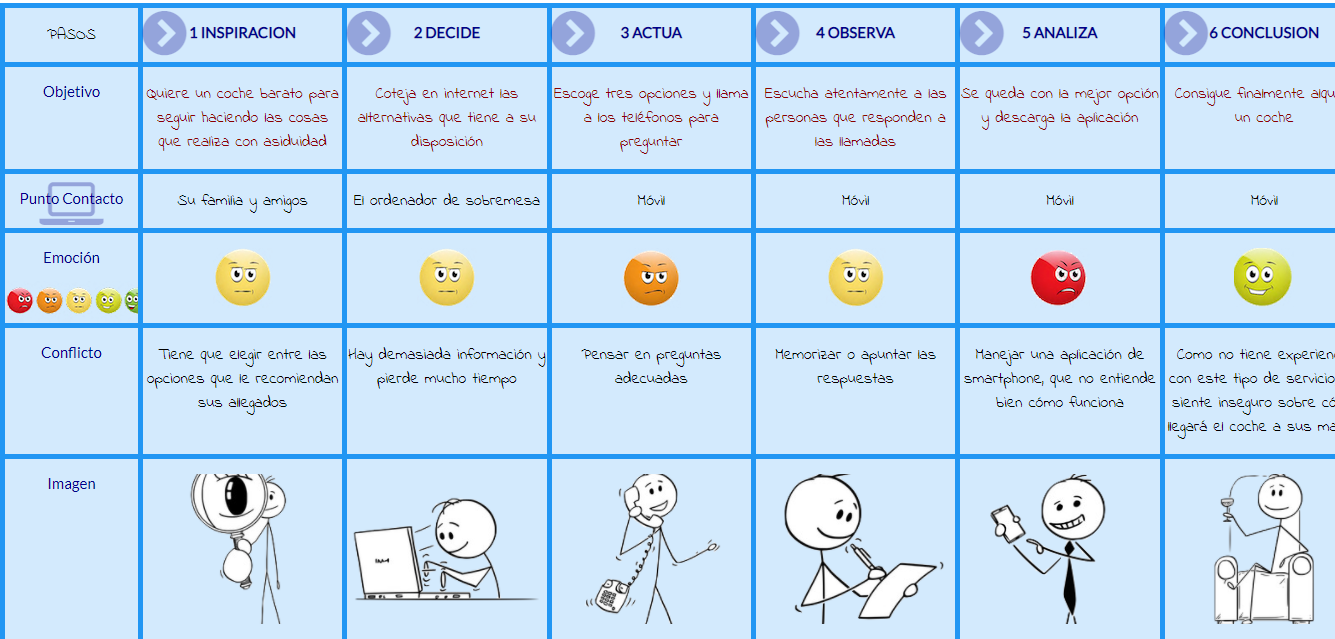 PASOS
1 INSPIRACION
2 DECIDE
3 ACTUA
4 OBSERVA
5 ANALIZA
6 CONCLUSION
Objetivo
Quiere un coche barato para
seguir haciendo las cosas
que realiza con asiduidad
Coteja en internet las
alternativas que tiene a su
disposición
Escoge tres opciones y llama
a los teléfonos para
preguntar
Escucha atentamente a las
personas que responden a
las llamadas
Se queda con la mejor opción
y descarga la aplicación
Consigue finalmente alqu
un coche
Punto Contacto
Su familia y amigos
El ordenador de sobremesa
Móvil
Móvil
Móvil
Móvil
Emoción
Conflicto
Tiene que elegir entre las
opciones que le recomiendan
sus allegados
Hay demasiada información y
pierde mucho tiempo
Pensar en preguntas
adecuadas
Memorizar o apuntar las
respuestas
Manejar una aplicación de
smartphone, que no entiende
bien cómo funciona
Como no tiene experien
con este tipo de servicio
siente inseguro sobre có
llegará el coche a sus ma
Imagen